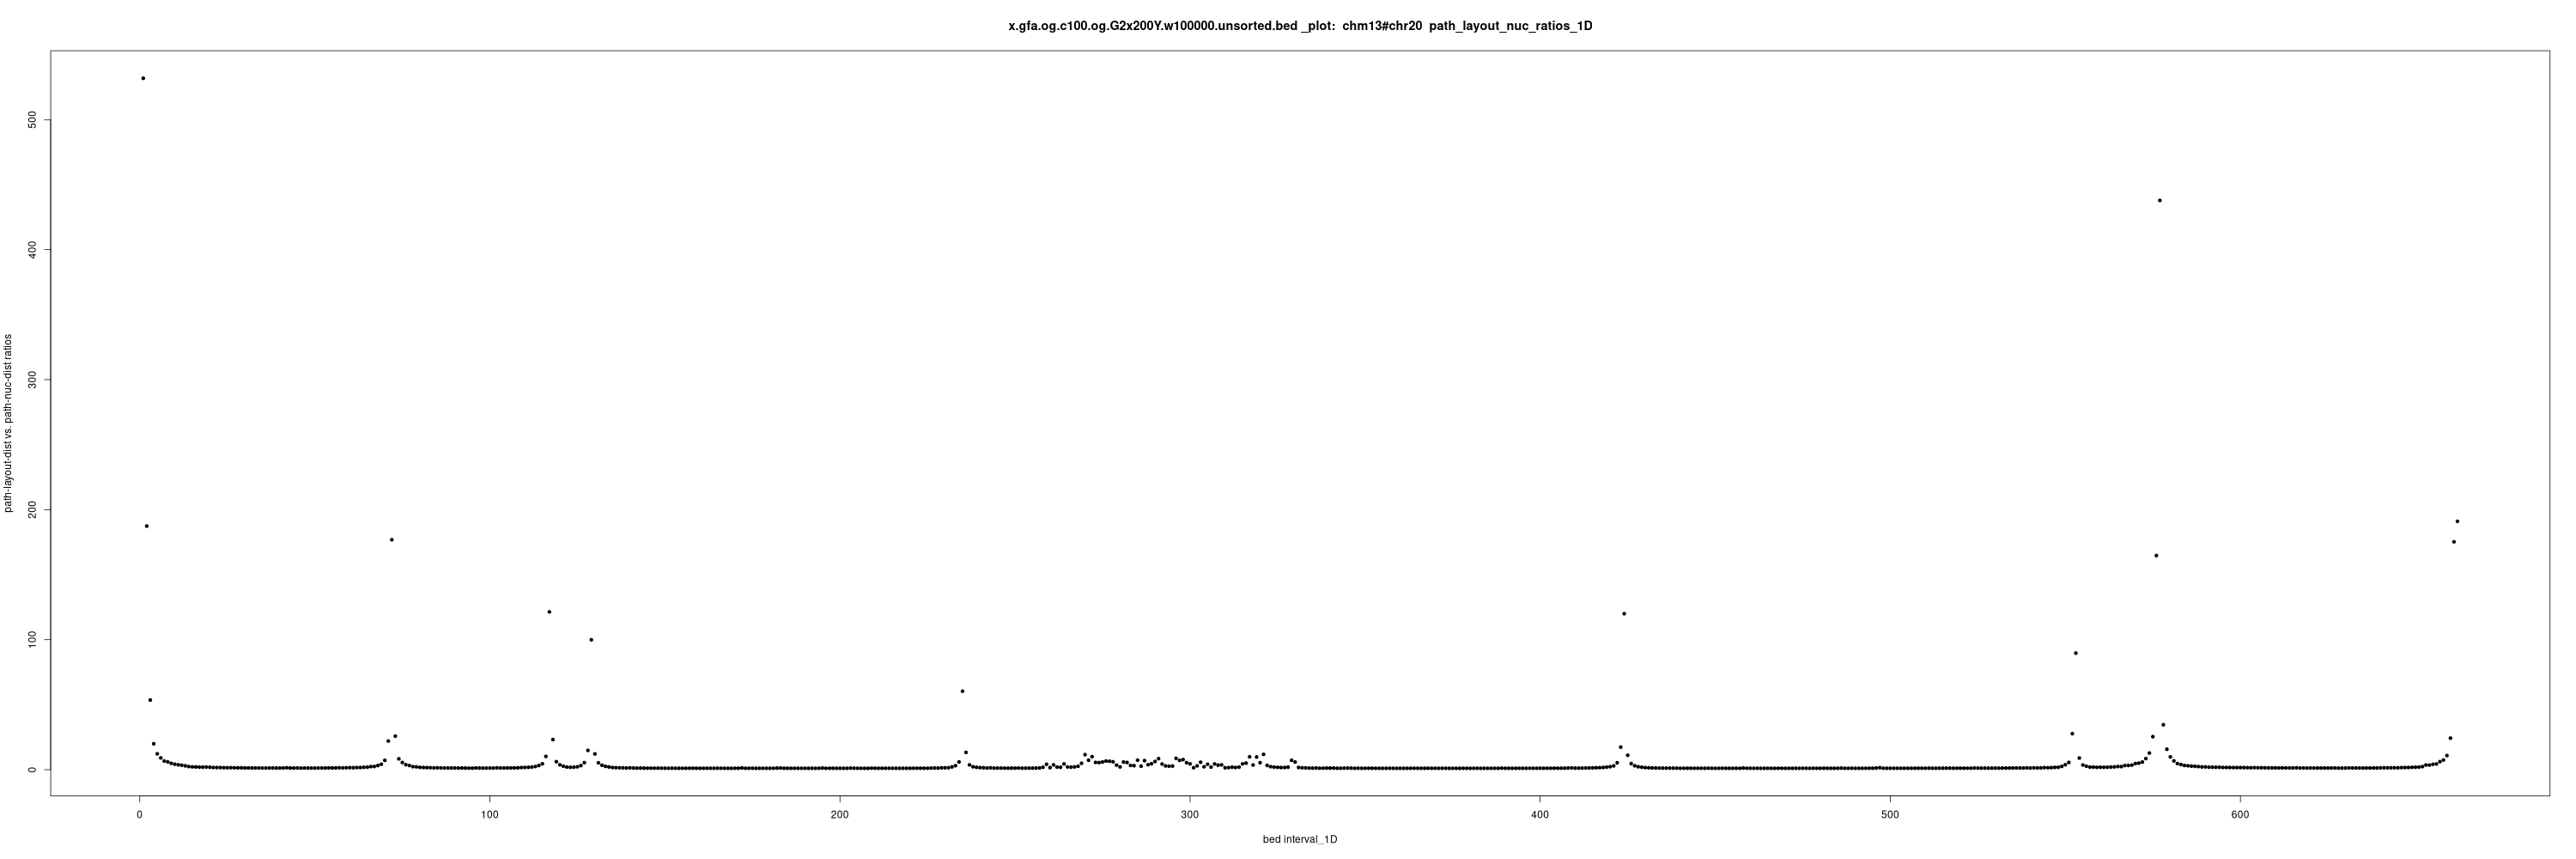 x.gfa.og.c100.og.G2x200Y.w100000.unsorted.bed _plot:  chm13#chr20  path_layout_nuc_ratios_1D
path-layout-dist vs. path-nuc-dist ratios
500
400
300
200
100
0
0 100 200 300 400 500 600
bed interval_1D